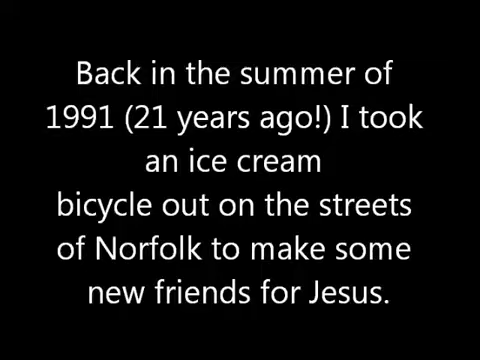 Back in the summer of
1991 (21 years ago!) I took
an ice cream
bicycle out on the streets
of Norfolk to make some
new friends for Jesus.